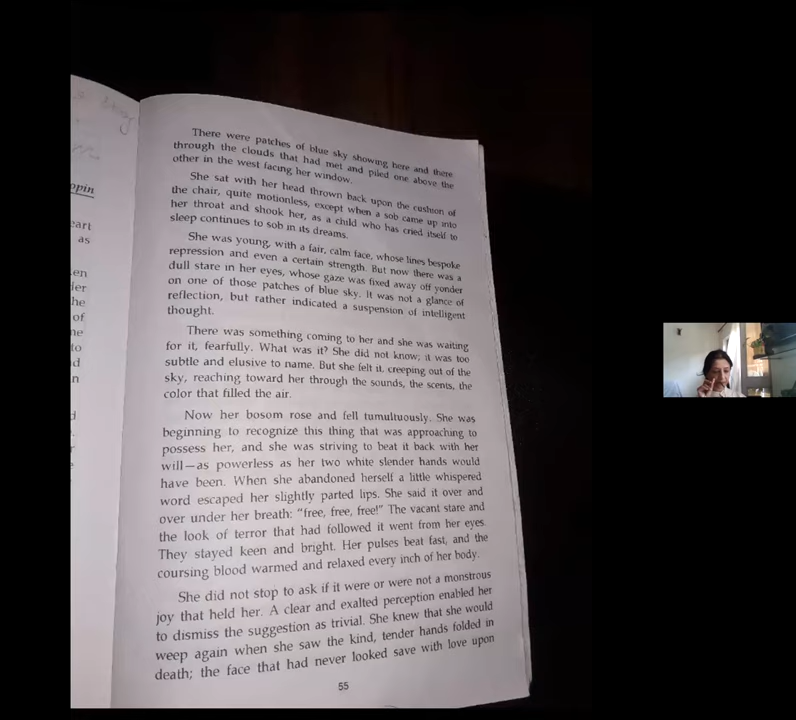 opin
eart
as
en
ler
he
of
ne
to
d
n
d
There were patches of blue sky showing here and there
through the clouds that had met and piled one above the
other in the west facing her window.
She sat with her head thrown back upon the cushion of
the chair, quite motionless, except when a sob came up into
her throat and shook her, as a child who has cried itself to
sleep continues to sob in its dreams.
She was young, with a fair, calm face, whose lines bespoke
repression and even a certain strength. But now there was a
dull stare in her eyes, whose gaze was fixed away off yonder
on one of those patches of blue sky. It was not a glance of
reflection, but rather indicated a suspension of intelligent
thought.
There was something coming to her and she was waiting
for it, fearfully. What was it? She did not know; it was too
subtle and elusive to name. But she felt it, creeping out of the
sky, reaching toward her through the sounds, the scents, the
color that filled the air.
Now her bosom rose and fell tumultuously. She was
beginning to recognize this thing that was approaching to
possess her, and she was striving to beat it back with her
will—as powerless as her two white slender hands would
have been. When she abandoned herself a little whispered
word escaped her slightly parted lips. She said it over and
over under her breath: "free, free, free!" The vacant stare and
the look of terror that had followed it went from her eyes.
They stayed keen and bright. Her pulses beat fast, and the
coursing blood warmed and relaxed every inch of her body.
She did not stop to ask if it were or were not a monstrous
joy that held her. A clear and exalted perception enabled her
to dismiss the suggestion as trivial. She knew that she would
weep again when she saw the kind, tender hands folded in
death; the face that had never looked save with love upon
55